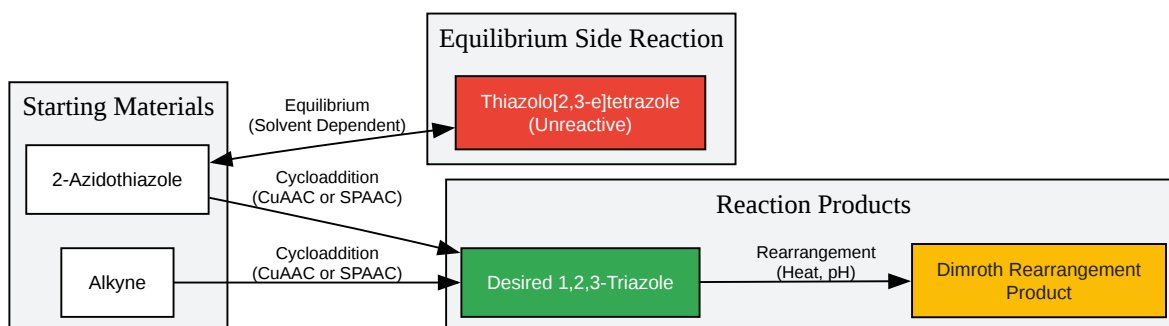 Equilibrium Side Reaction
Thiazolo[2,3-e]tetrazole
(Unreactive)
Starting Materials
2-Azidothiazole
Alkyne
Equilibrium
(Solvent Dependent)
Cycloaddition
(CuAAC or SPAAC)
Cycloaddition
(CuAAC or SPAAC)
Reaction Products
Desired 1,2,3-Triazole
Rearrangement
(Heat, pH)
Dimroth Rearrangement
Product